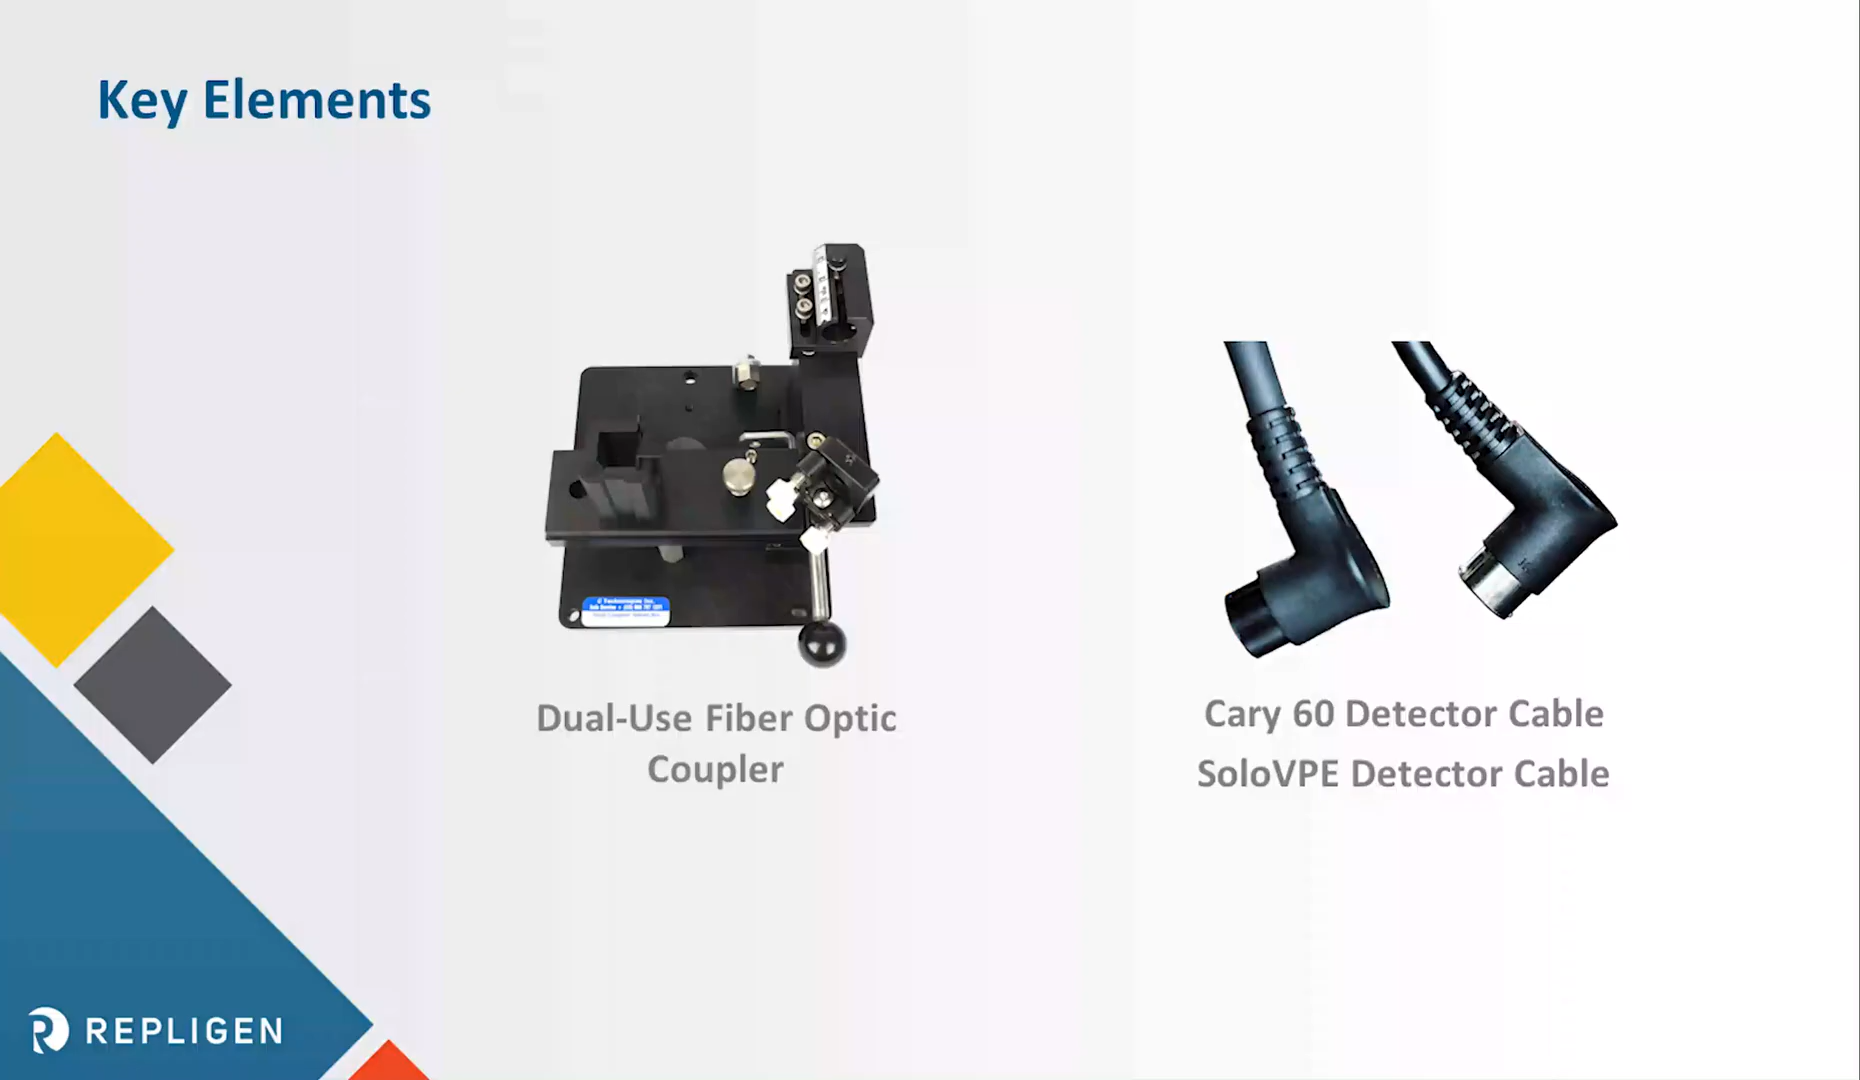 Key Elements
Dual-Use Fiber Optic
Coupler
Cary 60 Detector Cable
SoloVPE Detector Cable
REPLIGEN